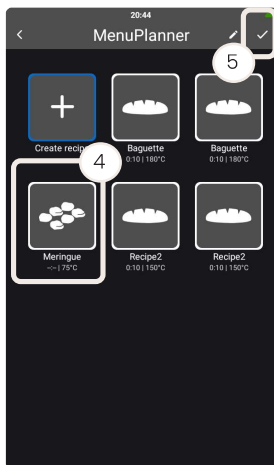 20:44
MenuPlanner
5
Create recip
4
Baguette
0:10 | 180°C
Baguette
0:10 | 180°C
Meringue
-:- | 75°C
Recipe2
0:10 | 150°C
Recipe2
0:10 | 150°C